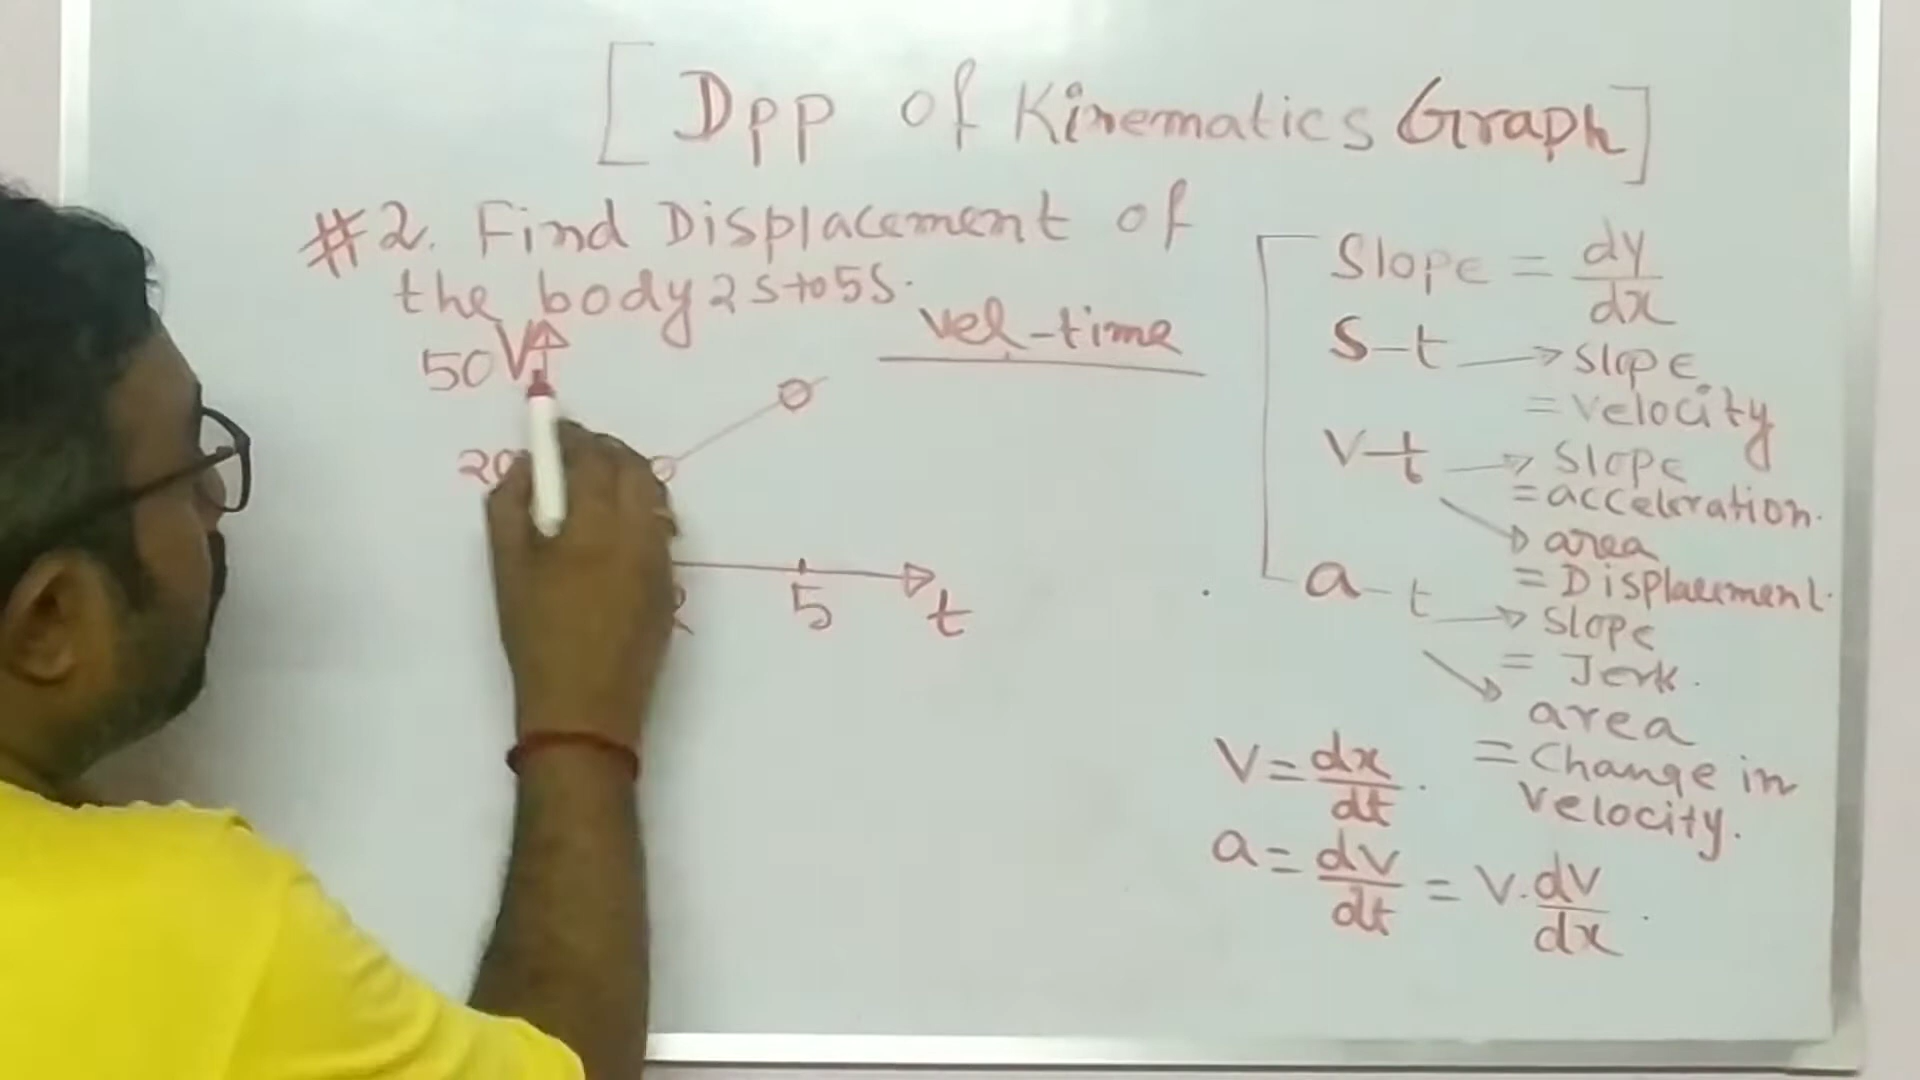 [Dpp of Kinematics Graph]
#2. Find Displacement of
the body 2s to 5s.
vel-time
50 V
20
2
5
t
Slope = dy/dx
S-t → slope
= velocity
V-t → slope
= acceleration.
→ area
= Displacement.
a-t → slope
= Jerk.
→ area
= Change in
velocity.
V = dx/dt.
a = dv/dt = V.dv/dx.